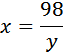 x = 98/y